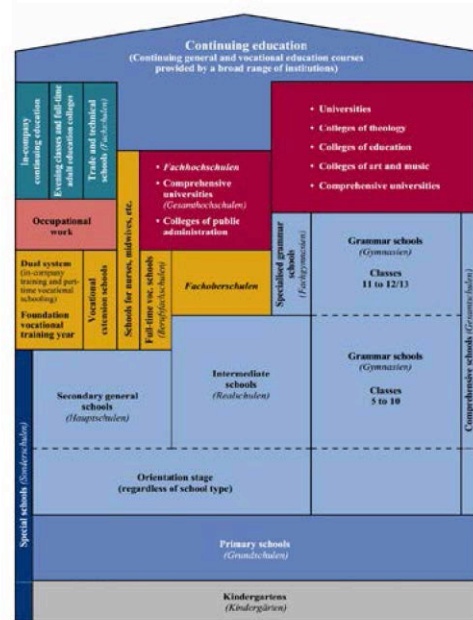 Continuing education
(Continuing general and vocational education courses
provided by a broad range of institutions)
In-company
continuing education
Evening classes and full-time
adult education colleges
Trade and technical
schools (Fachschulen)
• Universities
• Colleges of theology
• Colleges of education
• Colleges of art and music
• Comprehensive universities
• Fachhochschulen
• Comprehensive
universities
(Gesamthochschulen)
• Colleges of public
administration
Occupational
work
Dual system
(in-company
training and part-
time vocational
schooling)
Foundation
vocational
training year
Vocational
extension schools
Schools for nurses, midwives, etc.
Full-time voc. schools
(Berufsfachschulen)
Fachoberschulen
Specialised grammar
schools
(Fachgymnasien)
Grammar schools
(Gymnasien)
Classes
11 to 12/13
Comprehensive schools (Gesamtschulen)
Secondary general
schools
(Hauptschulen)
Intermediate
schools
(Realschulen)
Grammar schools
(Gymnasien)
Classes
5 to 10
Special schools (Sonderschulen)
Orientation stage
(regardless of school type)
Primary schools
(Grundschulen)
Kindergartens
(Kindergärten)